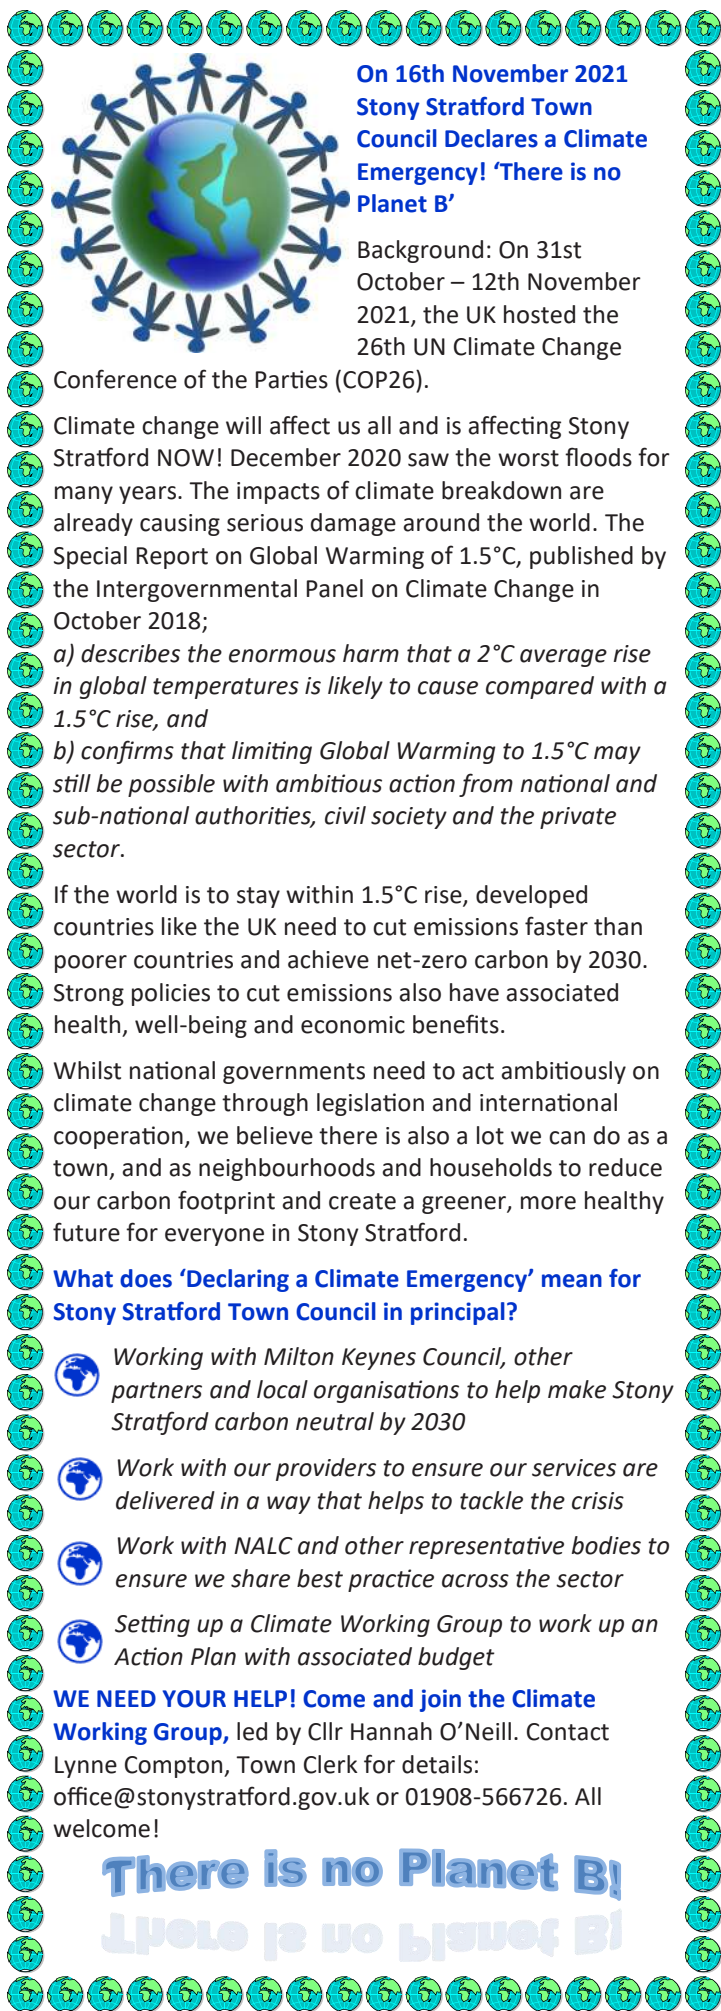 On 16th November 2021
Stony Stratford Town
Council Declares a Climate
Emergency! ‘There is no
Planet B’
Background: On 31st
October – 12th November
2021, the UK hosted the
26th UN Climate Change
Conference of the Parties (COP26).
Climate change will affect us all and is affecting Stony
Stratford NOW! December 2020 saw the worst floods for
many years. The impacts of climate breakdown are
already causing serious damage around the world. The
Special Report on Global Warming of 1.5°C, published by
the Intergovernmental Panel on Climate Change in
October 2018;
a) describes the enormous harm that a 2°C average rise
in global temperatures is likely to cause compared with a
1.5°C rise, and
b) confirms that limiting Global Warming to 1.5°C may
still be possible with ambitious action from national and
sub-national authorities, civil society and the private
sector.
If the world is to stay within 1.5°C rise, developed
countries like the UK need to cut emissions faster than
poorer countries and achieve net-zero carbon by 2030.
Strong policies to cut emissions also have associated
health, well-being and economic benefits.
Whilst national governments need to act ambitiously on
climate change through legislation and international
cooperation, we believe there is also a lot we can do as a
town, and as neighbourhoods and households to reduce
our carbon footprint and create a greener, more healthy
future for everyone in Stony Stratford.
What does ‘Declaring a Climate Emergency’ mean for
Stony Stratford Town Council in principal?
Working with Milton Keynes Council, other
partners and local organisations to help make Stony
Stratford carbon neutral by 2030
Work with our providers to ensure our services are
delivered in a way that helps to tackle the crisis
Work with NALC and other representative bodies to
ensure we share best practice across the sector
Setting up a Climate Working Group to work up an
Action Plan with associated budget
WE NEED YOUR HELP! Come and join the Climate
Working Group, led by Cllr Hannah O’Neill. Contact
Lynne Compton, Town Clerk for details:
office@stonystratford.gov.uk or 01908-566726. All
welcome!
There is no Planet B!